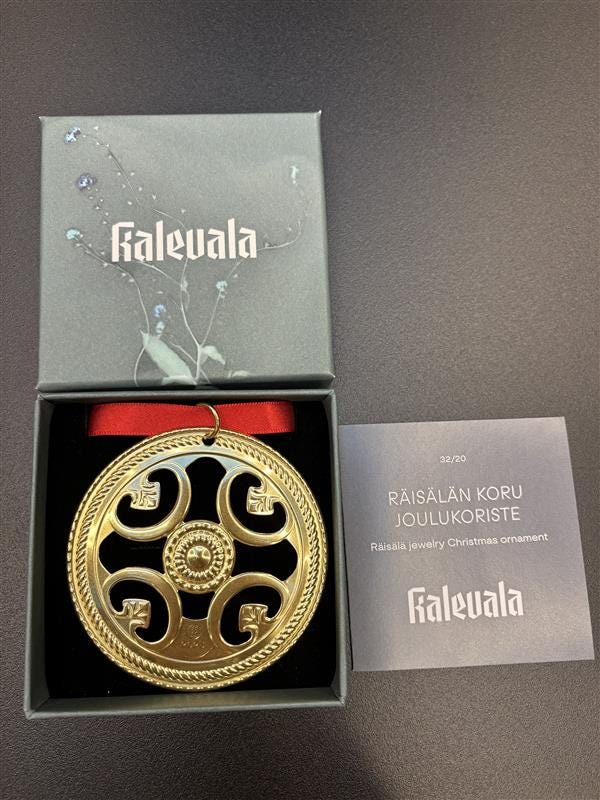 Kalevala
32/20
RÄISÄLÄN KORU
JOULUKORISTE
Räisälä jewelry Christmas ornament
Kalevala